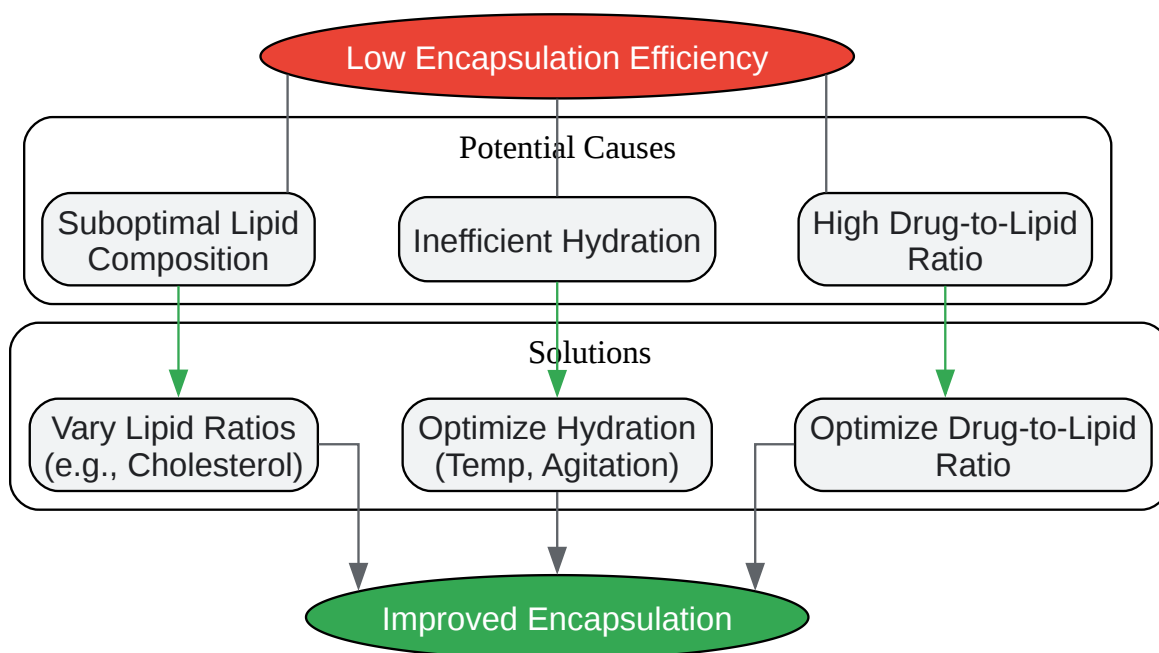 Low Encapsulation Efficiency
Potential Causes
Suboptimal Lipid
Composition
Inefficient Hydration
High Drug-to-Lipid
Ratio
Solutions
Vary Lipid Ratios
(e.g., Cholesterol)
Optimize Hydration
(Temp, Agitation)
Optimize Drug-to-Lipid
Ratio
Improved Encapsulation